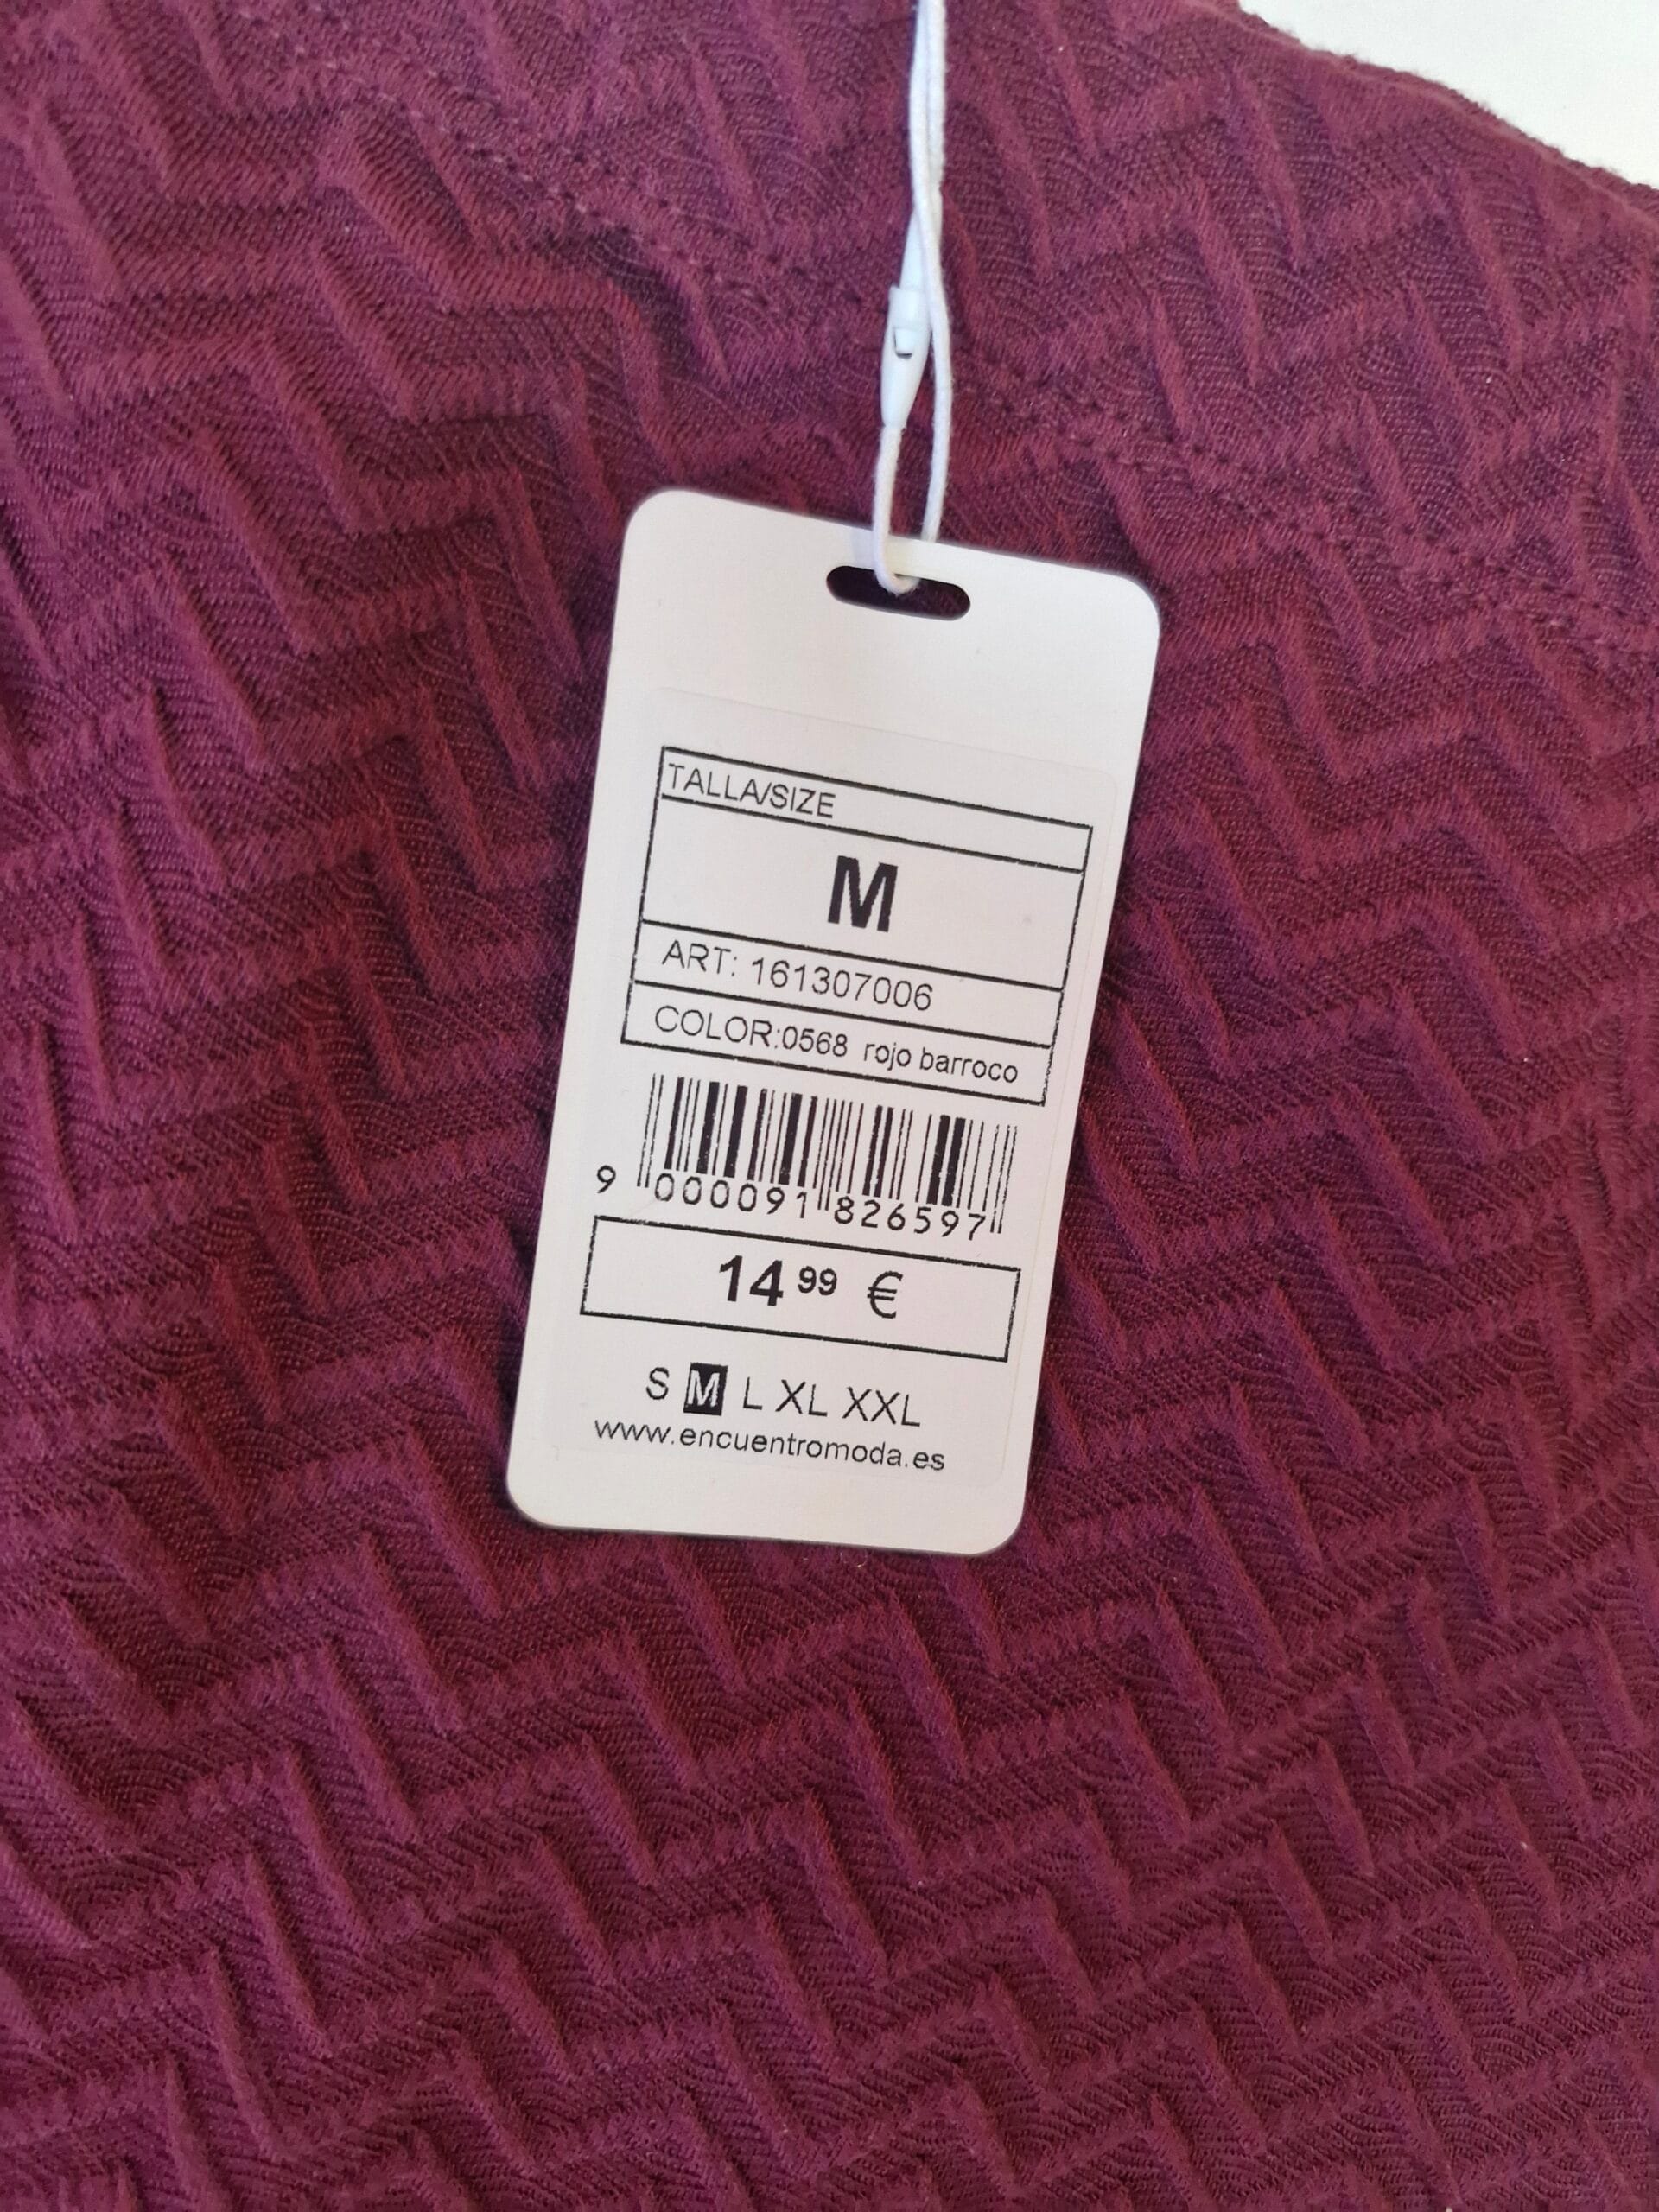 TALLA/SIZE
M
ART: 161307006
COLOR:0568 rojo barroco
9 000091 826597
14 99 €
S M L XL XXL
www.encuentromoda.es